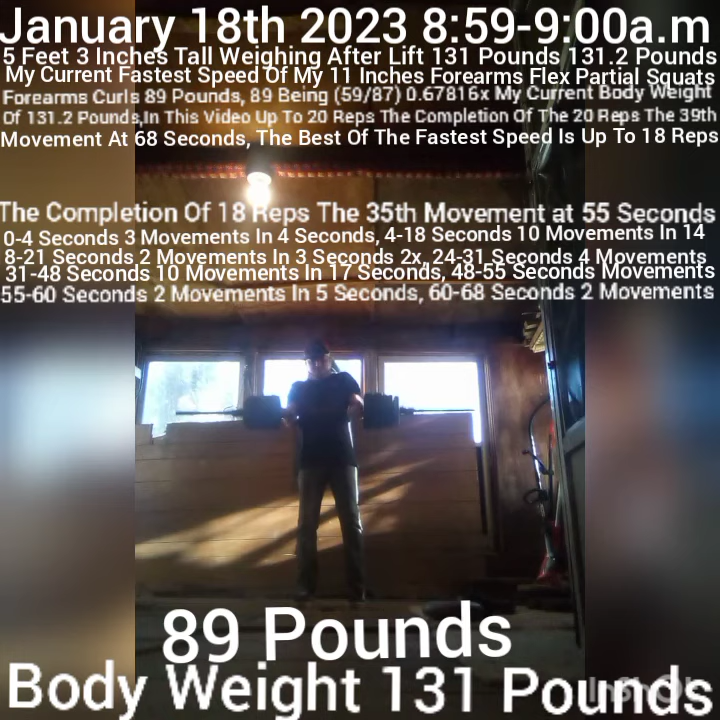 January 18th 2023 8:59-9:00a.m
5 Feet 3 Inches Tall Weighing After Lift 131 Pounds 131.2 Pounds
My Current Fastest Speed Of My 11 Inches Forearms Flex Partial Squats
Forearms Curls 89 Pounds, 89 Being (59/87) 0.67816x My Current Body Weight
Of 131.2 Pounds,In This Video Up To 20 Reps The Completion Of The 20 Reps The 39th
Movement At 68 Seconds, The Best Of The Fastest Speed Is Up To 18 Reps
The Completion Of 18 Reps The 35th Movement at 55 Seconds
0-4 Seconds 3 Movements In 4 Seconds, 4-18 Seconds 10 Movements In 14
8-21 Seconds 2 Movements In 3 Seconds 2x, 24-31 Seconds 4 Movements
31-48 Seconds 10 Movements In 17 Seconds, 48-55 Seconds Movements
55-60 Seconds 2 Movements In 5 Seconds, 60-68 Seconds 2 Movements
89 Pounds
Body Weight 131 Pounds
InShOt